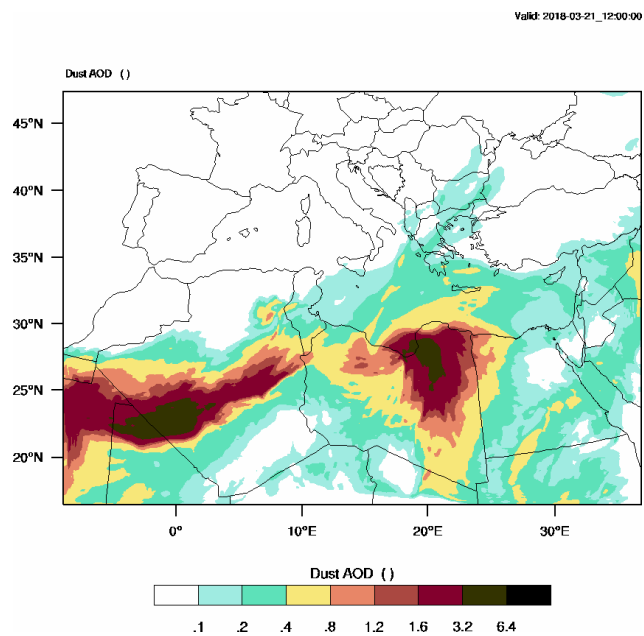 Valid: 2018-03-21_12:00:00
Dust AOD ( )
45°N
40°N
35°N
30°N
25°N
20°N
0° 10°E 20°E 30°E
Dust AOD ( )
.1 .2 .4 .8 1.2 1.6 3.2 6.4